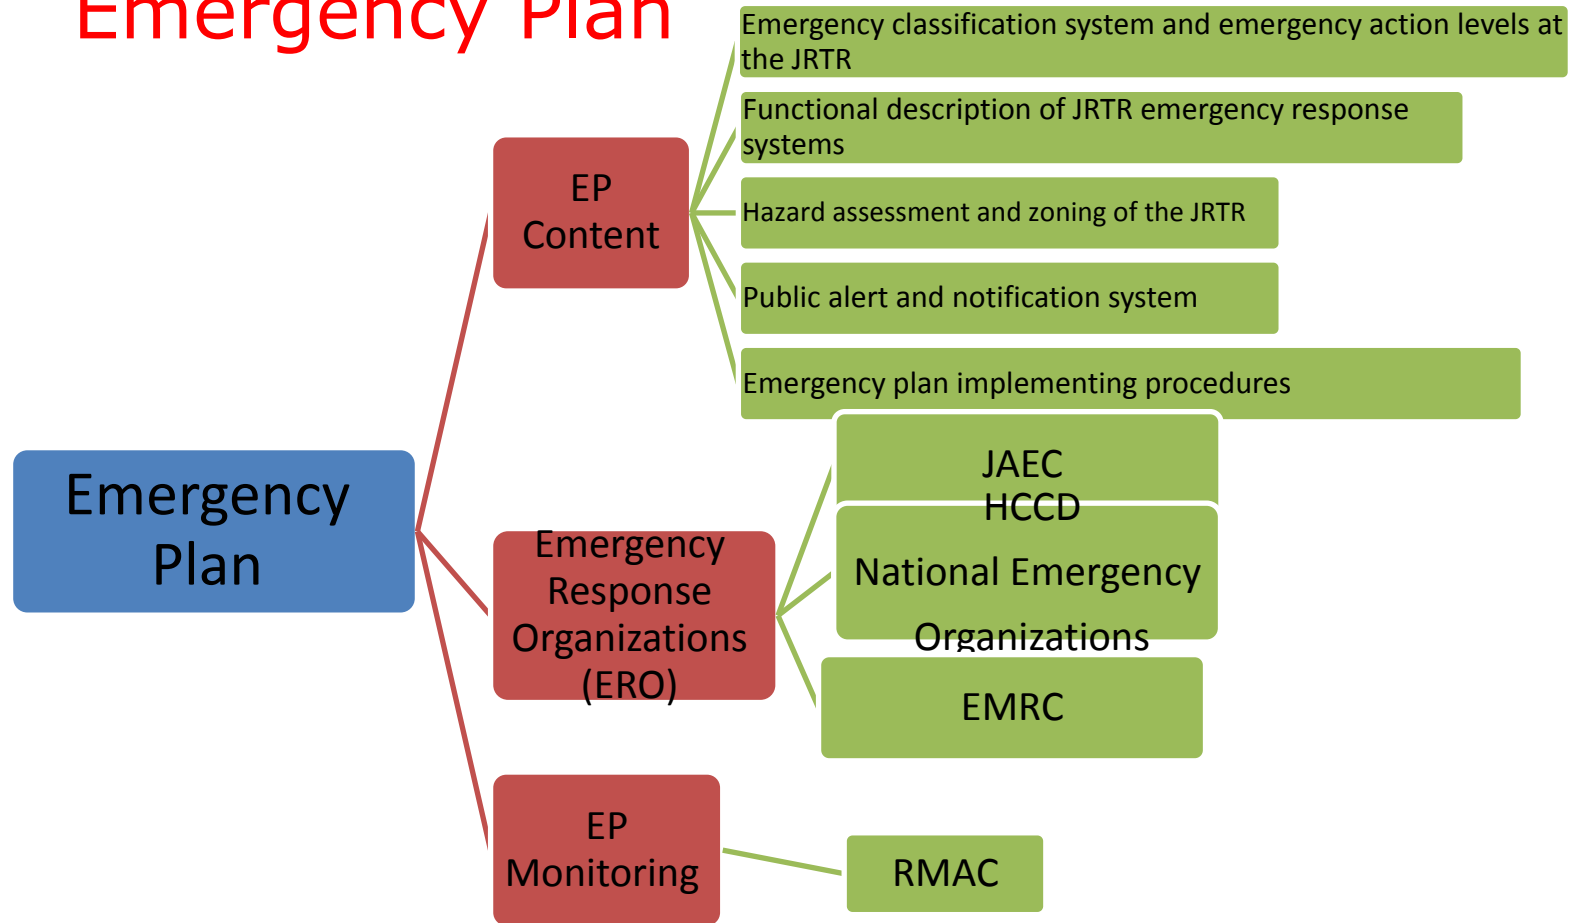 Emergency Plan
Emergency classification system and emergency action levels at
the JRTR
Functional description of JRTR emergency response
systems
EP
Content
Hazard assessment and zoning of the JRTR
Public alert and notification system
Emergency plan implementing procedures
Emergency
Plan
Emergency
Response
Organizations
(ERO)
JAEC
HCCD
National Emergency
Organizations
EMRC
EP
Monitoring
RMAC